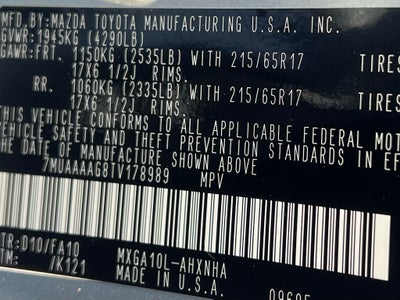 MFD.BY:MAZDA TOYOTA MANUFACTURING U.S.A. INC.
GVWR:1945KG (4290LB)
GAWR:FRT. 1150KG (2535LB) WITH 215/65R17 TIRES
17X6 1/2J RIMS.
RR. 1060KG (2335LB) WITH 215/65R17 TIRES
17X6 1/2J RIMS.
THIS VEHICLE CONFORMS TO ALL APPLICABLE FEDERAL MOT
VEHICLE SAFETY AND THEFT PREVENTION STANDARDS IN EF
THE DATE OF MANUFACTURE SHOWN ABOVE
7MUAAAAG8TV178989 MPV
TR:D10/FA10 MXGA10L-AHXNHA
TM: /K121 MADE IN U.S.A.